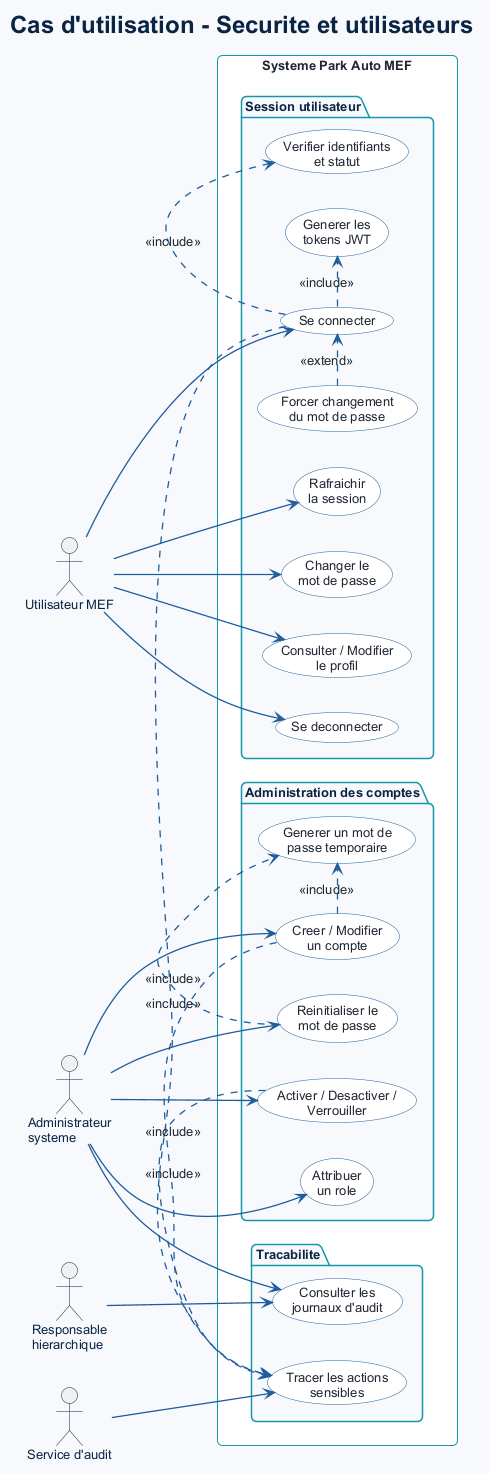 Cas d'utilisation - Securite et utilisateurs
Systeme Park Auto MEF
Session utilisateur
Verifier identifiants
et statut
Generer les
tokens JWT
«include»
«include»
Se connecter
«extend»
Forcer changement
du mot de passe
Rafraichir
la session
Changer le
mot de passe
Utilisateur MEF
Consulter / Modifier
le profil
Se deconnecter
Administration des comptes
Generer un mot de
passe temporaire
«include»
Creer / Modifier
un compte
«include»
«include»
Reinitialiser le
mot de passe
Activer / Desactiver /
Verrouiller
Administrateur
systeme
«include»
«include»
Attribuer
un role
Tracabilite
Consulter les
journaux d'audit
Responsable
hierarchique
Tracer les actions
sensibles
Service d'audit